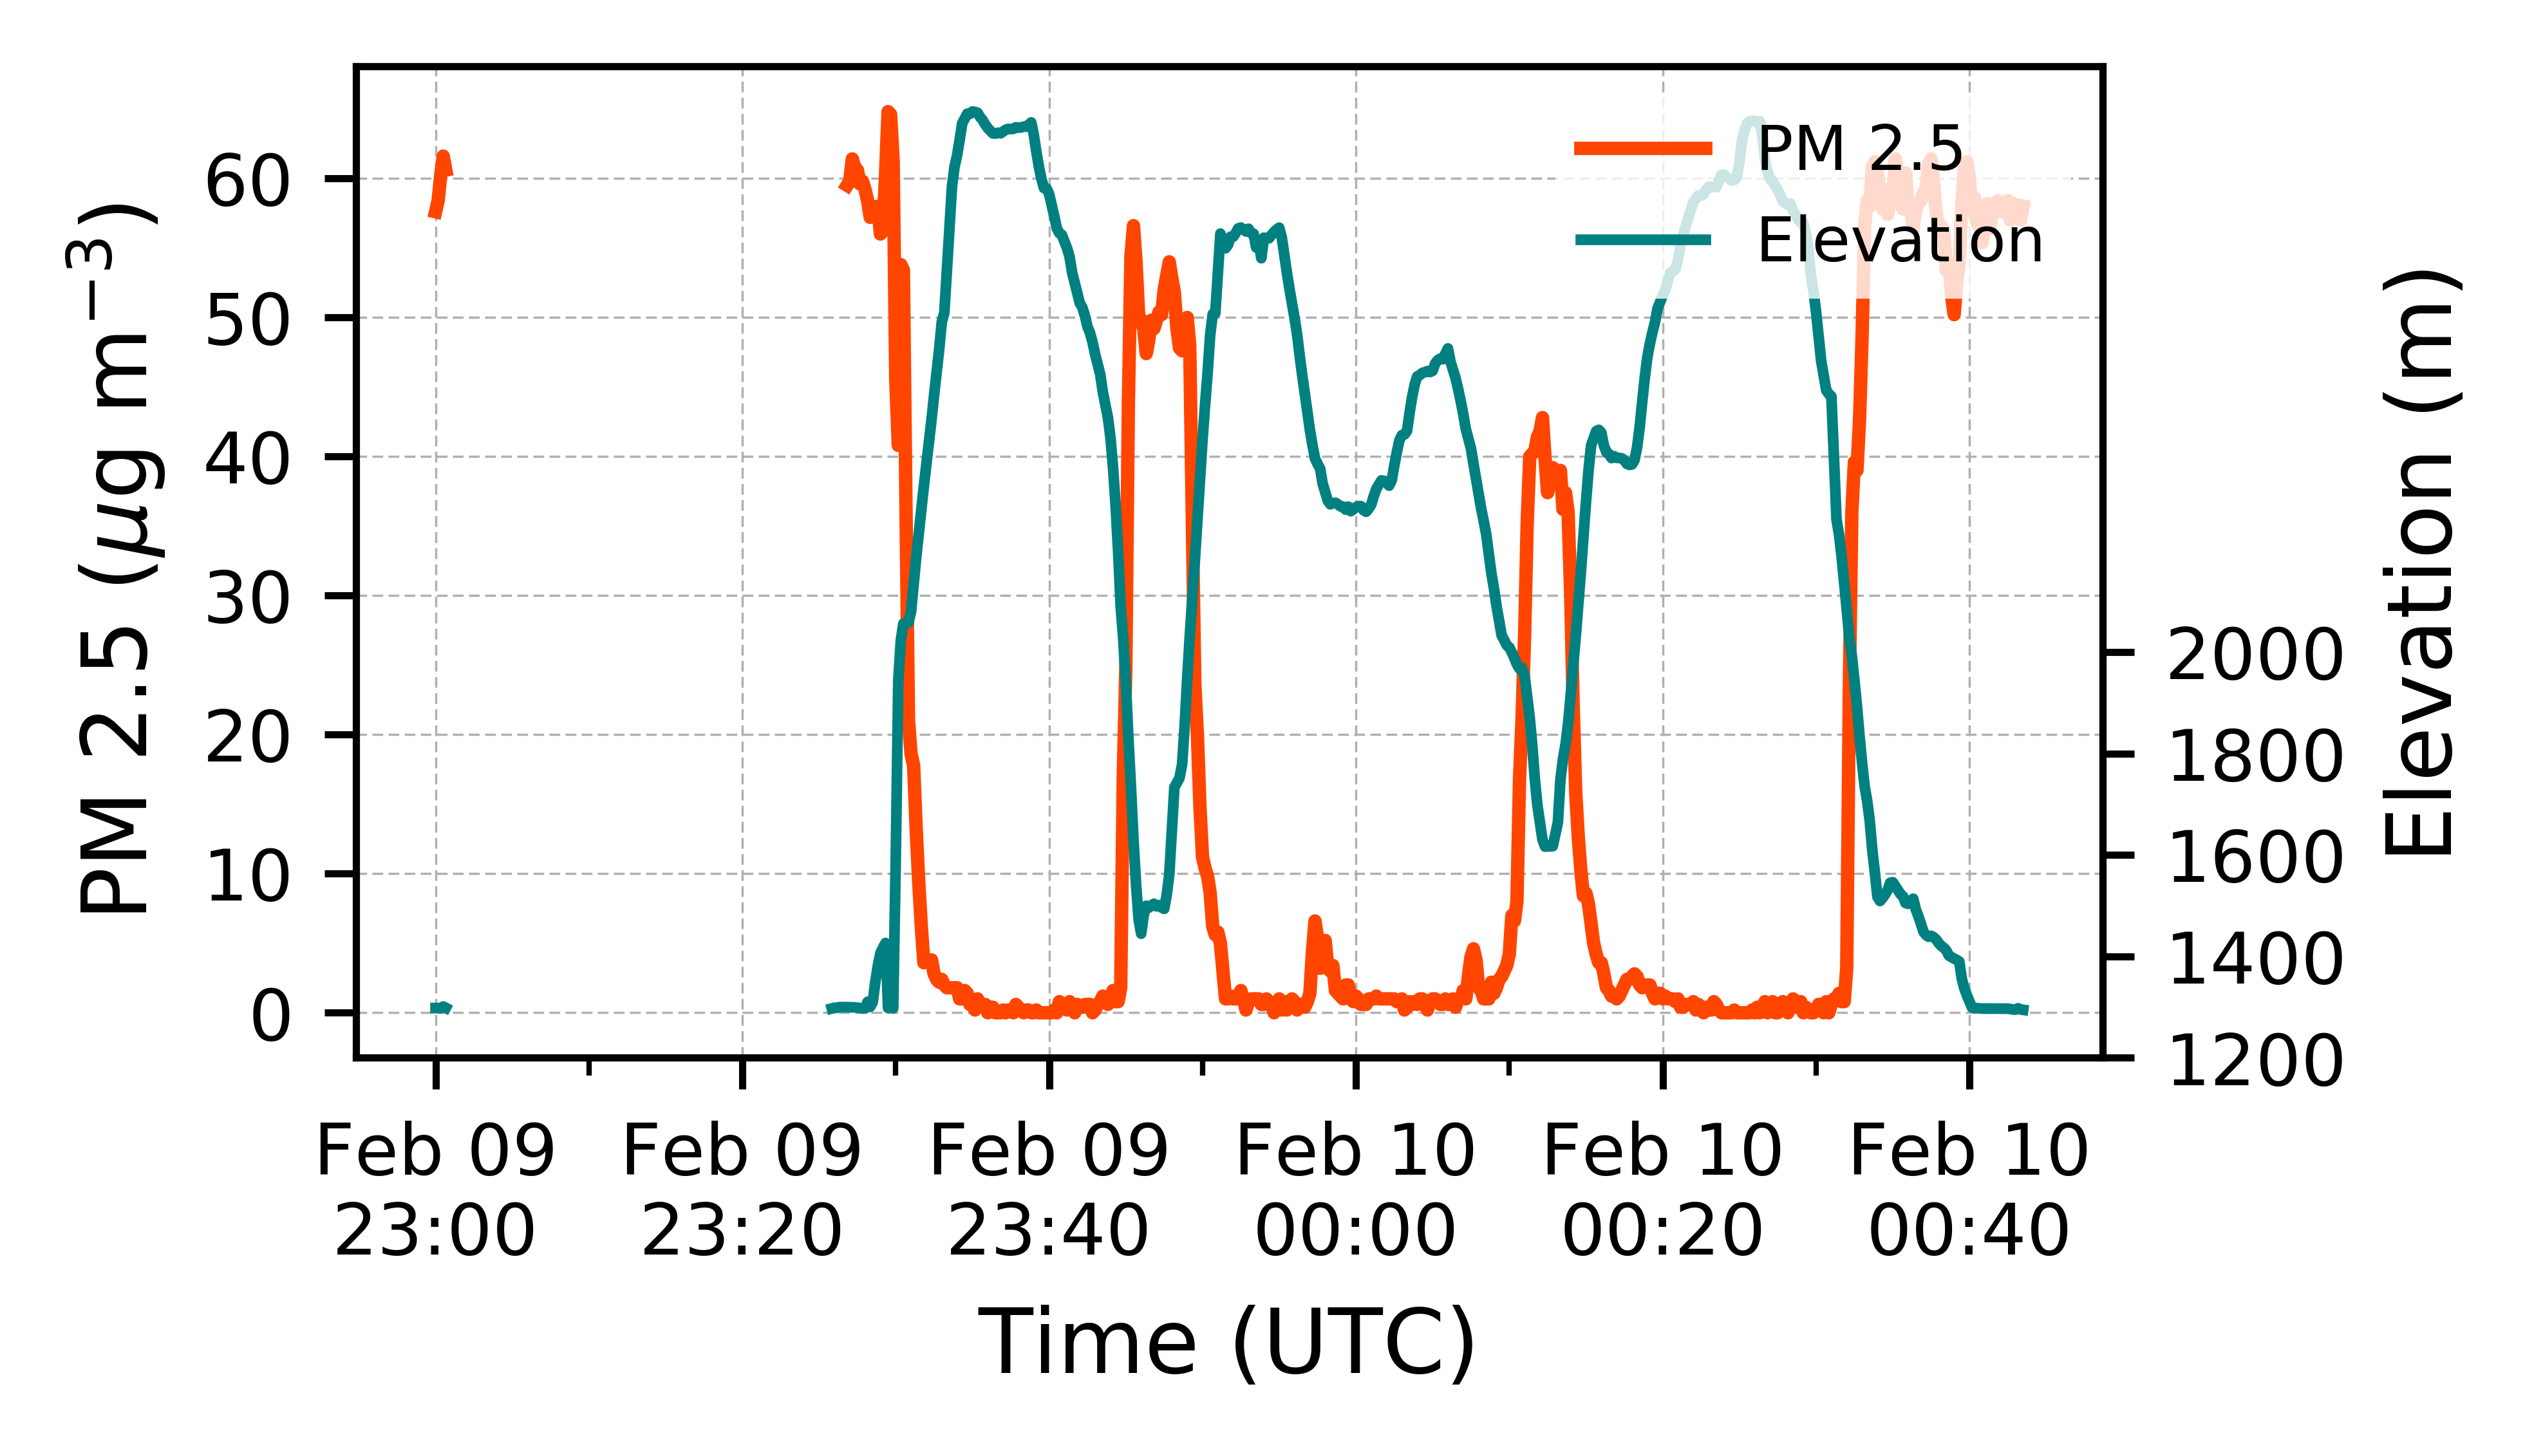 PM 2.5 (μg m⁻³)
60
50
40
30
20
10
0
PM 2.5
Elevation
2000
1800
1600
1400
1200
Elevation (m)
Feb 09 Feb 09 Feb 09 Feb 10 Feb 10 Feb 10
23:00 23:20 23:40 00:00 00:20 00:40
Time (UTC)